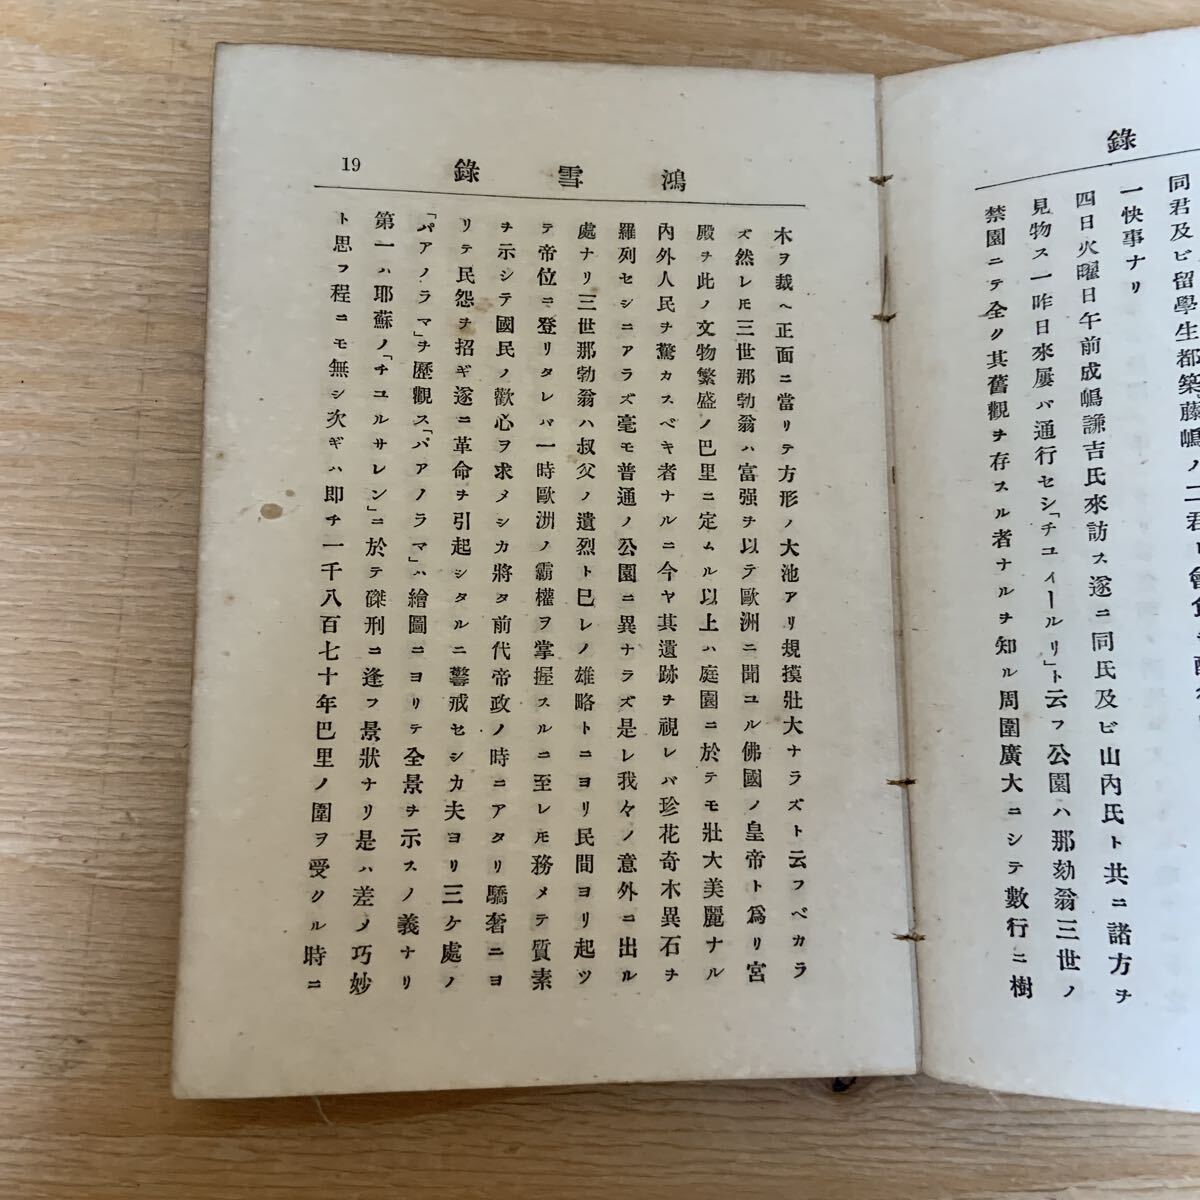 錄
同君及ビ留學生都築藤嶋ハ二君
一快事ナリ
四日火曜日午前成嶋謙吉氏來訪ス遂ニ同氏及ビ山內氏ト共ニ諸方ヲ
見物ス一昨日來屢バ通行セシ「チユイールリ」ト云フ公園ハ那勃翁三世ノ
禁園ニテ全ク其舊觀ヲ存スル者ナルヲ知ル周圍廣大ニシテ數行ニ樹
鴻雪錄
19
木ヲ裁ヘ正面ニ當リテ方形ノ大池アリ規摸壯大ナラズト云フベカラ
ズ然レ𪜈三世那勃翁ハ富强ヲ以テ歐洲ニ聞ユル佛國ノ皇帝ト爲リ宮
殿ヲ此ノ文物繁盛ノ巴里ニ定ムル以上ハ庭園ニ於テモ壯大美麗ナル
內外人民ヲ驚カスベキ者ナルニ今ヤ其遺跡ヲ視レバ珍花奇木異石ヲ
羅列セシニアラズ毫モ普通ノ公園ニ異ナラズ是レ我々ノ意外ニ出ル
處ナリ三世那勃翁ハ叔父ノ遺烈ト巳レノ雄略トニヨリ民間ヨリ起ツ
テ帝位ニ登リタレバ一時歐洲ノ霸權ヲ掌握スルニ至レ𪜈務メテ質素
ヲ示シテ國民ノ歡心ヲ求メシカ將タ前代帝政ノ時ニアタリ驕奢ニヨ
リテ民怨ヲ招ギ遂ニ革命ヲ引起シタルニ警戒セシカ夫ヨリ三ケ處ノ
「パアノラマ」ヲ歷觀ス「パアノラマ」ハ繪圖ニヨリテ全景ヲ示スノ義ナリ
第一ハ耶蘇ノ「ヂユルサレン」ニ於テ磔刑ニ逢フ景狀ナリ是ハ差ノミ巧妙
ト思フ程ニモ無シ次ギハ即チ一千八百七十年巴里ノ圍ヲ受クル時ニ